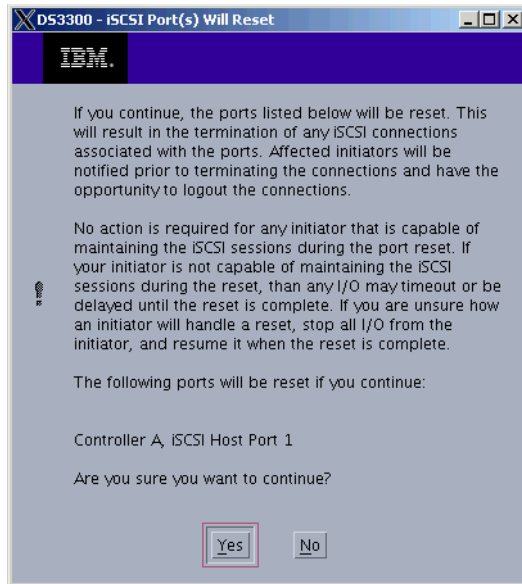 DS3300 - iSCSI Port(s) Will Reset
IBM.
If you continue, the ports listed below will be reset. This
will result in the termination of any iSCSI connections
associated with the ports. Affected initiators will be
notified prior to terminating the connections and have the
opportunity to logout the connections.
No action is required for any initiator that is capable of
maintaining the iSCSI sessions during the port reset. If
your initiator is not capable of maintaining the iSCSI
sessions during the reset, than any I/O may timeout or be
delayed until the reset is complete. If you are unsure how
an initiator will handle a reset, stop all I/O from the
initiator, and resume it when the reset is complete.
The following ports will be reset if you continue:
Controller A, iSCSI Host Port 1
Are you sure you want to continue?
Yes No